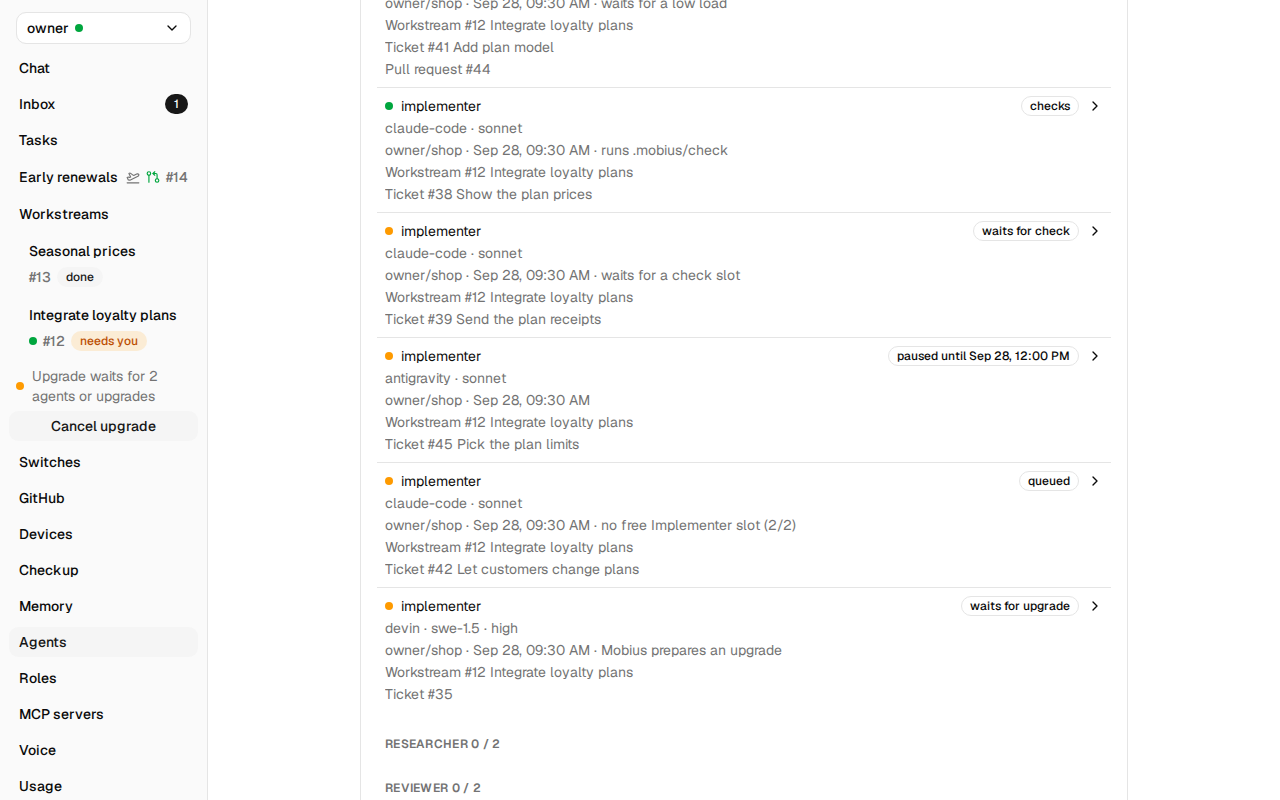 owner
Chat
Inbox
1
Tasks
Early renewals #14
Workstreams
Seasonal prices
#13 done
Integrate loyalty plans
#12 needs you
Upgrade waits for 2
agents or upgrades
Cancel upgrade
Switches
GitHub
Devices
Checkup
Memory
Agents
Roles
MCP servers
Voice
Usage
owner/shop · Sep 28, 09:30 AM · waits for a low load
Workstream #12 Integrate loyalty plans
Ticket #41 Add plan model
Pull request #44
implementer checks
claude-code · sonnet
owner/shop · Sep 28, 09:30 AM · runs .mobius/check
Workstream #12 Integrate loyalty plans
Ticket #38 Show the plan prices
implementer waits for check
claude-code · sonnet
owner/shop · Sep 28, 09:30 AM · waits for a check slot
Workstream #12 Integrate loyalty plans
Ticket #39 Send the plan receipts
implementer paused until Sep 28, 12:00 PM
antigravity · sonnet
owner/shop · Sep 28, 09:30 AM
Workstream #12 Integrate loyalty plans
Ticket #45 Pick the plan limits
implementer queued
claude-code · sonnet
owner/shop · Sep 28, 09:30 AM · no free Implementer slot (2/2)
Workstream #12 Integrate loyalty plans
Ticket #42 Let customers change plans
implementer waits for upgrade
devin · swe-1.5 · high
owner/shop · Sep 28, 09:30 AM · Mobius prepares an upgrade
Workstream #12 Integrate loyalty plans
Ticket #35
RESEARCHER 0 / 2
REVIEWER 0 / 2